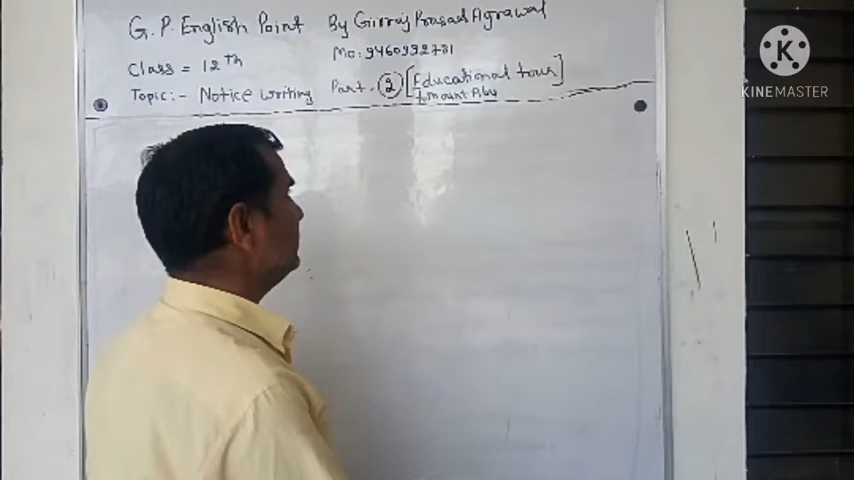 G. P. English Point By Girraj Prasad Agrawal
Class = 12th Mo: 9460992781
Topic:- Notice writing Part - 2 [Educational tour
to mount Abu]
K
KINEMASTER